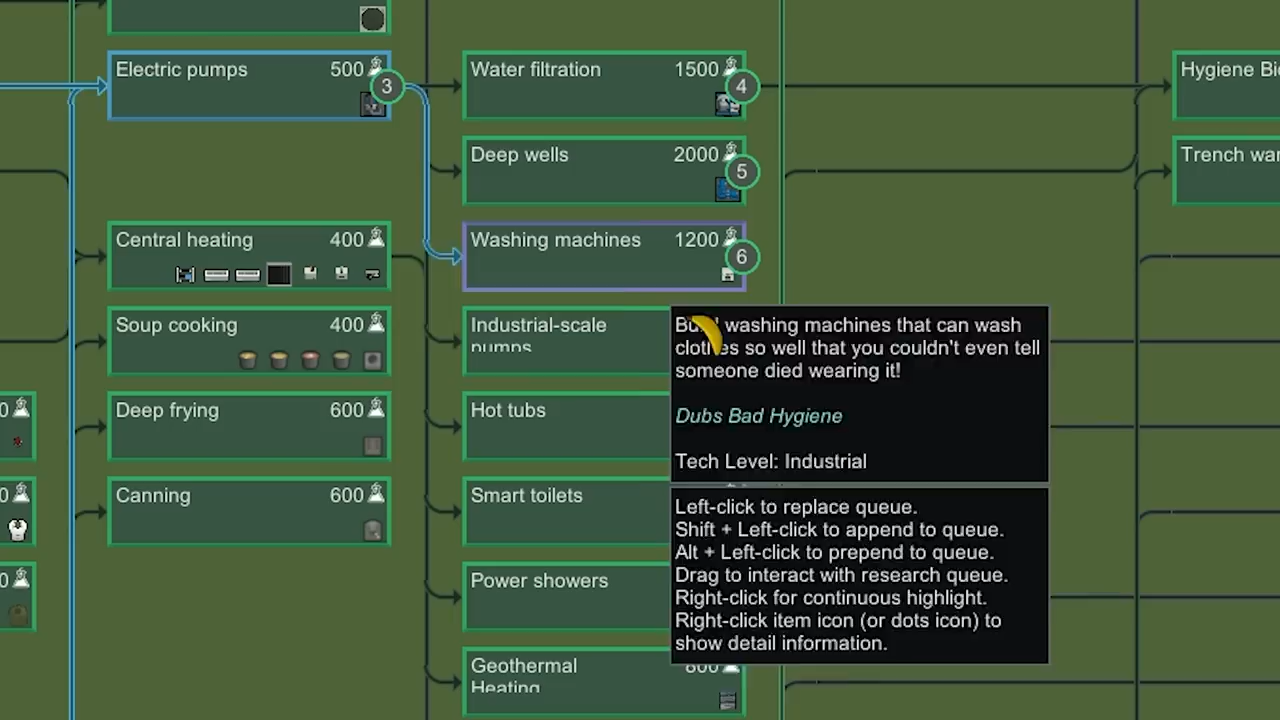 Electric pumps 500
3
Water filtration 1500
4
Hygiene
Deep wells 2000
5
Trench
Central heating 400
Washing machines 1200
6
Soup cooking 400
Industrial-scale
pumps
washing machines that can wash
clothes so well that you couldn't even tell
someone died wearing it!
Dubs Bad Hygiene
Tech Level: Industrial
Deep frying 600
Hot tubs
Canning 600
Smart toilets
Left-click to replace queue.
Shift + Left-click to append to queue.
Alt + Left-click to prepend to queue.
Drag to interact with research queue.
Right-click for continuous highlight.
Right-click item icon (or dots icon) to
show detail information.
Power showers
Geothermal 800
Heating
0
0
0